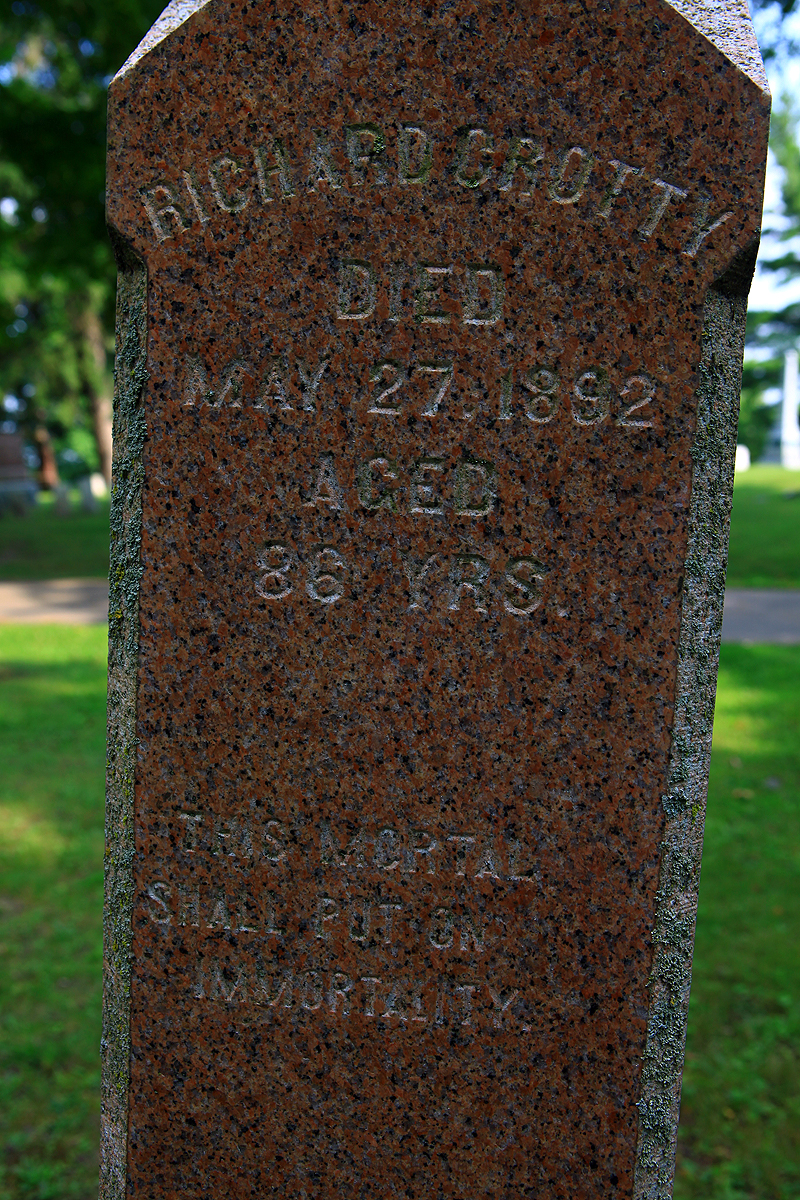 RICHARD CROTTY
DIED
MAY 27, 1892
AGED
86 YRS.
THIS MORTAL
SHALL PUT ON
IMMORTALITY.